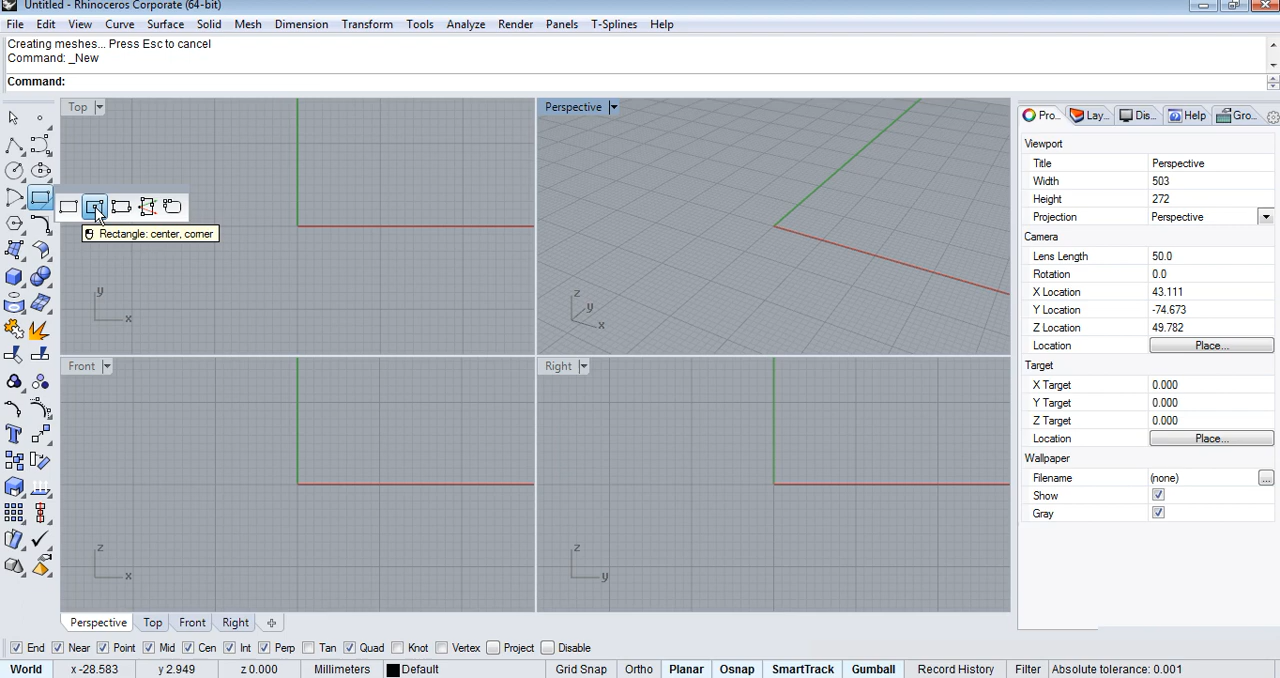 Untitled - Rhinoceros Corporate (64-bit)
File Edit View Curve Surface Solid Mesh Dimension Transform Tools Analyze Render Panels T-Splines Help
Creating meshes... Press Esc to cancel
Command: _New
Command:
Top
Perspective
Pro... Lay... Dis... Help Gro...
Viewport
Title Perspective
Width 503
Height 272
Projection Perspective
Camera
Lens Length 50.0
Rotation 0.0
X Location 43.111
Y Location -74.673
Z Location 49.782
Location Place...
Target
X Target 0.000
Y Target 0.000
Z Target 0.000
Location Place...
Wallpaper
Filename (none) ...
Show
Gray
Rectangle: center, corner
y
x
z
y
x
Front
Right
z
x
z
y
Perspective Top Front Right
End Near Point Mid Cen Int Perp Tan Quad Knot Vertex Project Disable
World x -28.583 y 2.949 z 0.000 Millimeters Default Grid Snap Ortho Planar Osnap SmartTrack Gumball Record History Filter Absolute tolerance: 0.001